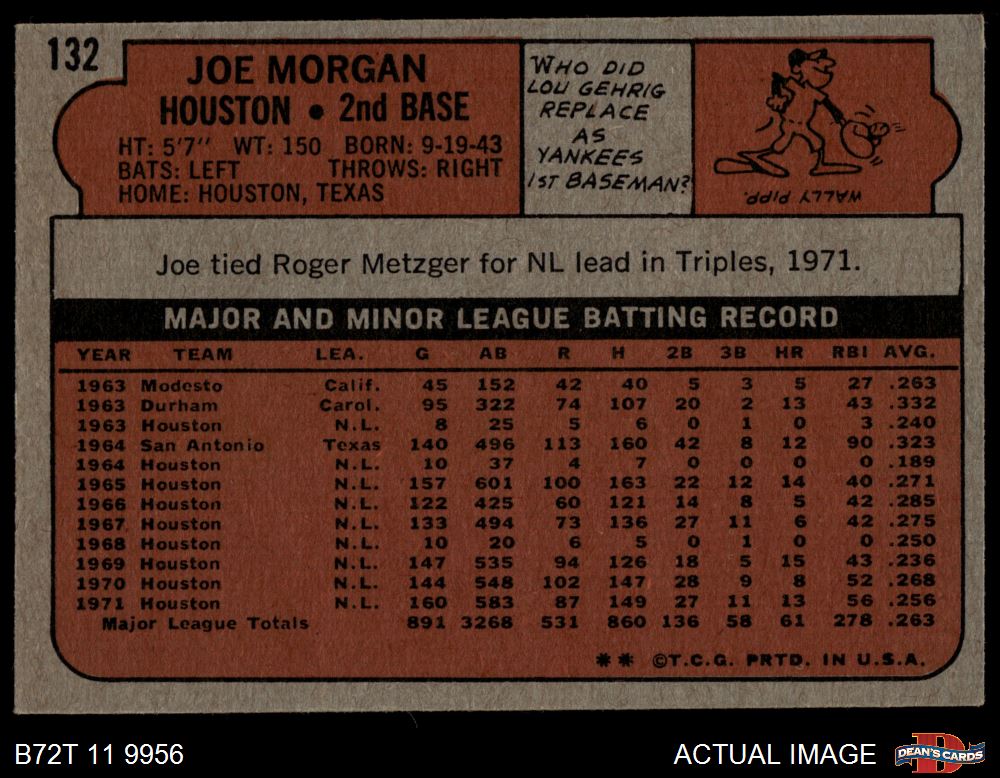 132
JOE MORGAN
HOUSTON • 2nd BASE
HT: 5'7" WT: 150 BORN: 9-19-43
BATS: LEFT THROWS: RIGHT
HOME: HOUSTON, TEXAS
WHO DID
LOU GEHRIG
REPLACE
AS
YANKEES
1ST BASEMAN?
WALLY PIPP
Joe tied Roger Metzger for NL lead in Triples, 1971.
MAJOR AND MINOR LEAGUE BATTING RECORD
YEAR TEAM LEA. G AB R H 2B 3B HR RBI AVG.
1963 Modesto Calif. 45 152 42 40 5 3 5 27 .263
1963 Durham Carol. 95 322 74 107 20 2 13 43 .332
1963 Houston N.L. 8 25 5 6 0 1 0 3 .240
1964 San Antonio Texas 140 496 113 160 42 8 12 90 .323
1964 Houston N.L. 10 37 4 7 0 0 0 0 .189
1965 Houston N.L. 157 601 100 163 22 12 14 40 .271
1966 Houston N.L. 122 425 60 121 14 8 5 42 .285
1967 Houston N.L. 133 494 73 136 27 11 6 42 .275
1968 Houston N.L. 10 20 6 5 0 1 0 0 .250
1969 Houston N.L. 147 535 94 126 18 5 15 43 .236
1970 Houston N.L. 144 548 102 147 28 9 8 52 .268
1971 Houston N.L. 160 583 87 149 27 11 13 56 .256
Major League Totals 891 3268 531 860 136 58 61 278 .263
** ©T.C.G. PRTD. IN U.S.A.
B72T 11 9956 ACTUAL IMAGE DEAN'S CARDS